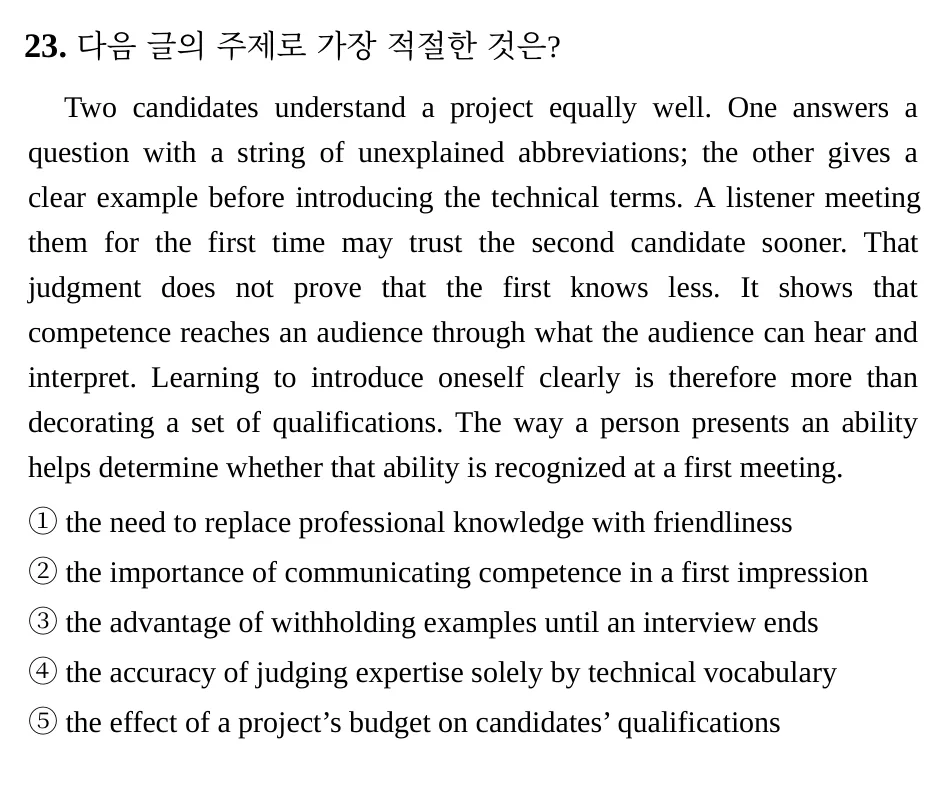 23. 다음 글의 주제로 가장 적절한 것은?
Two candidates understand a project equally well. One answers a
question with a string of unexplained abbreviations; the other gives a
clear example before introducing the technical terms. A listener meeting
them for the first time may trust the second candidate sooner. That
judgment does not prove that the first knows less. It shows that
competence reaches an audience through what the audience can hear and
interpret. Learning to introduce oneself clearly is therefore more than
decorating a set of qualifications. The way a person presents an ability
helps determine whether that ability is recognized at a first meeting.
① the need to replace professional knowledge with friendliness
② the importance of communicating competence in a first impression
③ the advantage of withholding examples until an interview ends
④ the accuracy of judging expertise solely by technical vocabulary
⑤ the effect of a project’s budget on candidates’ qualifications